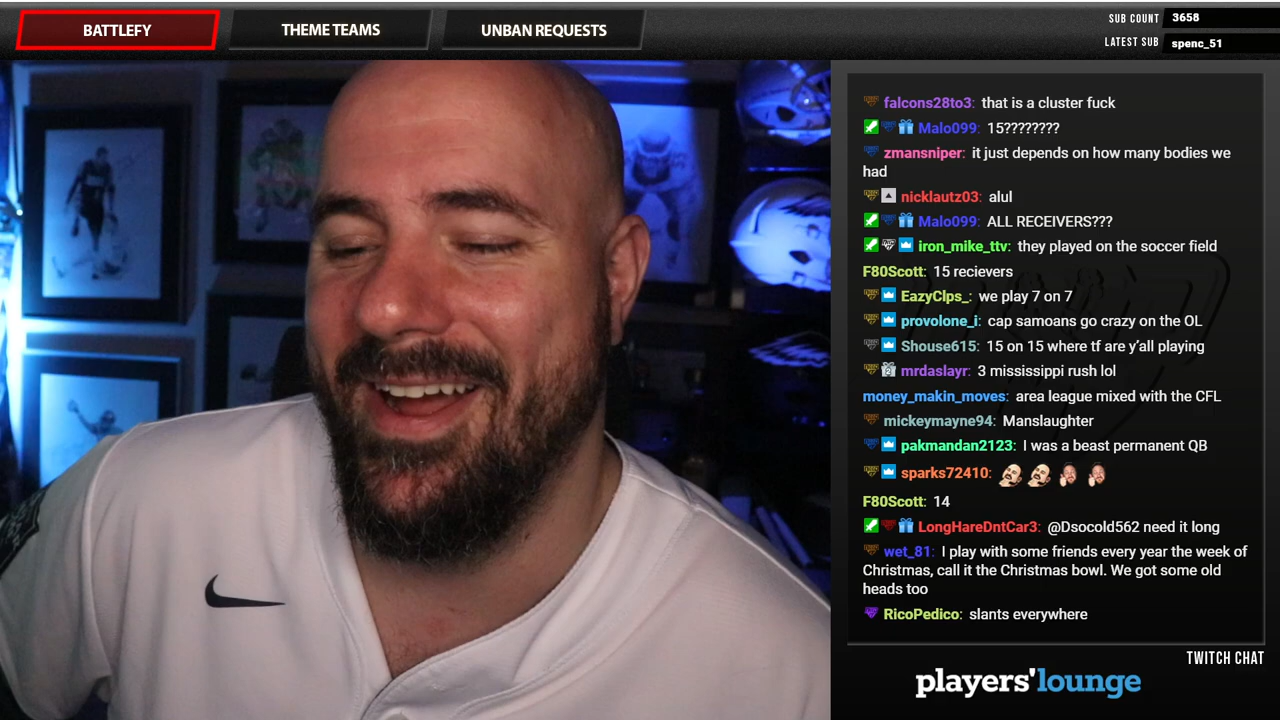 BATTLEFY
THEME TEAMS
UNBAN REQUESTS
SUB COUNT 3658
LATEST SUB spenc_51
falcons28to3: that is a cluster fuck
Malo099: 15????????
zmansniper: it just depends on how many bodies we
had
nicklautz03: alul
Malo099: ALL RECEIVERS???
iron_mike_ttv: they played on the soccer field
F80Scott: 15 recievers
EazyClps_: we play 7 on 7
provolone_i: cap samoans go crazy on the OL
Shouse615: 15 on 15 where tf are y'all playing
mrdaslayr: 3 mississippi rush lol
money_makin_moves: area league mixed with the CFL
mickeymayne94: Manslaughter
pakmandan2123: I was a beast permanent QB
sparks72410:
F80Scott: 14
LongHareDntCar3: @Dsocold562 need it long
wet_81: I play with some friends every year the week of
Christmas, call it the Christmas bowl. We got some old
heads too
RicoPedico: slants everywhere
TWITCH CHAT
players'lounge